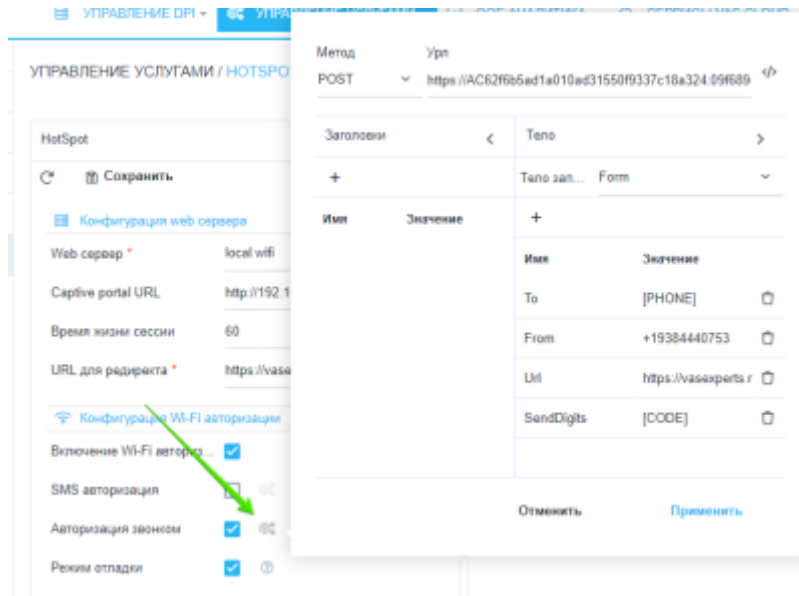 УПРАВЛЕНИЕ DPI
УПРАВЛЕНИЕ УСЛУГАМИ / HOTSPO
HotSpot
Сохранить
Конфигурация web сервера
Web сервер *
local wifi
Captive portal URL
http://192.1
Время жизни сессии
60
URL для редиректа *
https://vase
Конфигурация Wi-Fi авторизации
Включение Wi-Fi авториз...
SMS авторизация
Авторизация звонком
Режим отладки
Метод
Урл
POST
https://AC62f6b5ad1a010ad31550f9337c18a324:09f689
Заголовки
Тело
Тело зап...
Form
Имя
Значение
Имя
Значение
To
[PHONE]
From
+19384440753
Url
https://vasexperts.r
SendDigits
[CODE]
Отменить
Применить